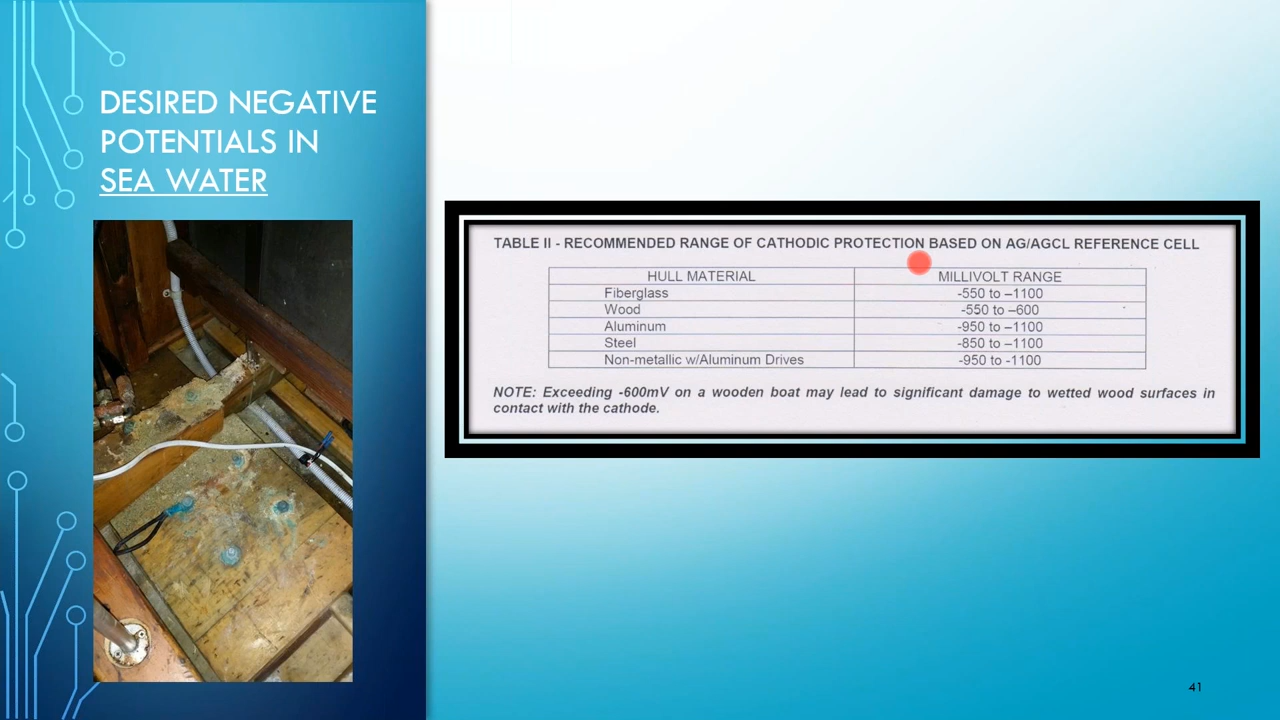 DESIRED NEGATIVE
POTENTIALS IN
SEA WATER
TABLE II - RECOMMENDED RANGE OF CATHODIC PROTECTION BASED ON AG/AGCL REFERENCE CELL
HULL MATERIAL MILLIVOLT RANGE
Fiberglass -550 to –1100
Wood -550 to –600
Aluminum -950 to –1100
Steel -850 to –1100
Non-metallic w/Aluminum Drives -950 to -1100
NOTE: Exceeding -600mV on a wooden boat may lead to significant damage to wetted wood surfaces in
contact with the cathode.
41